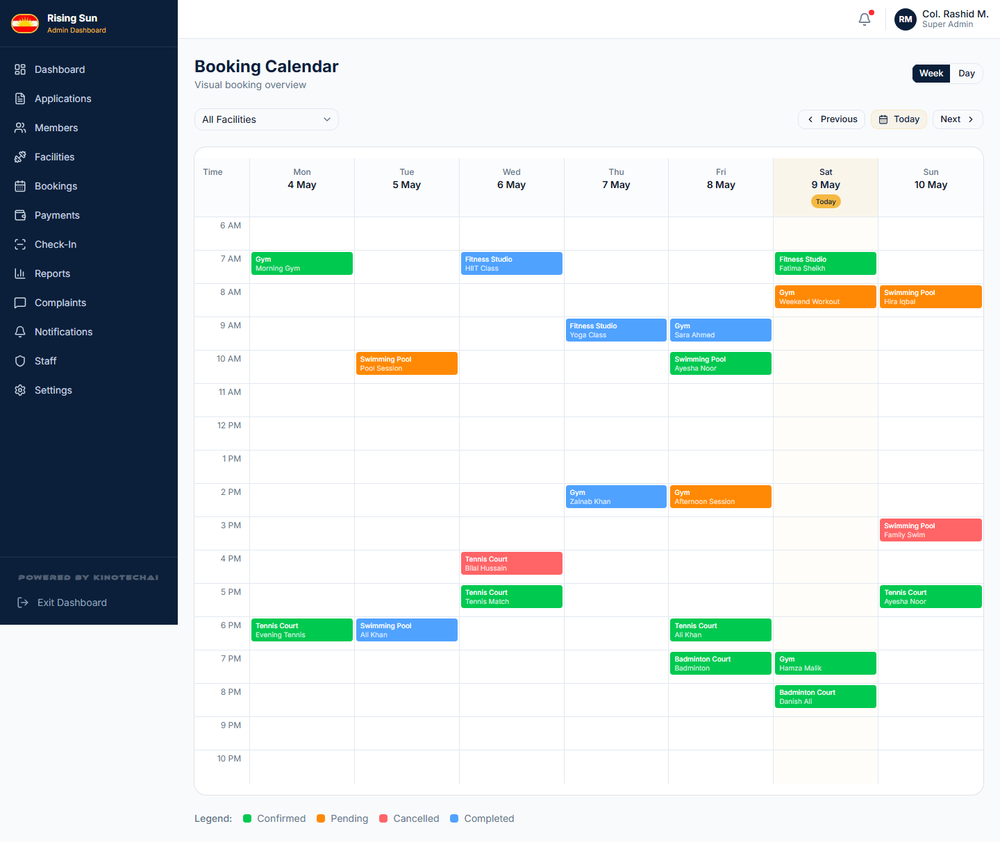 Rising Sun
Admin Dashboard
RM
Col. Rashid M.
Super Admin
Dashboard
Applications
Members
Facilities
Bookings
Payments
Check-In
Reports
Complaints
Notifications
Staff
Settings
POWERED BY KINOTECHAI
Exit Dashboard
Booking Calendar
Visual booking overview
Week
Day
All Facilities
Previous
Today
Next
Time
Mon
4 May
Tue
5 May
Wed
6 May
Thu
7 May
Fri
8 May
Sat
9 May
Today
Sun
10 May
6 AM
7 AM
Gym
Morning Gym
Fitness Studio
HIIT Class
Fitness Studio
Fatima Sheikh
8 AM
Gym
Weekend Workout
Swimming Pool
Hira Iqbal
9 AM
Fitness Studio
Yoga Class
Gym
Sara Ahmed
10 AM
Swimming Pool
Pool Session
Swimming Pool
Ayesha Noor
11 AM
12 PM
1 PM
2 PM
Gym
Zainab Khan
Gym
Afternoon Session
3 PM
Swimming Pool
Family Swim
4 PM
Tennis Court
Bilal Hussain
5 PM
Tennis Court
Tennis Match
Tennis Court
Ayesha Noor
6 PM
Tennis Court
Evening Tennis
Swimming Pool
Ali Khan
Tennis Court
Ali Khan
7 PM
Badminton Court
Badminton
Gym
Hamza Malik
8 PM
Badminton Court
Danish Ali
9 PM
10 PM
Legend:
Confirmed
Pending
Cancelled
Completed